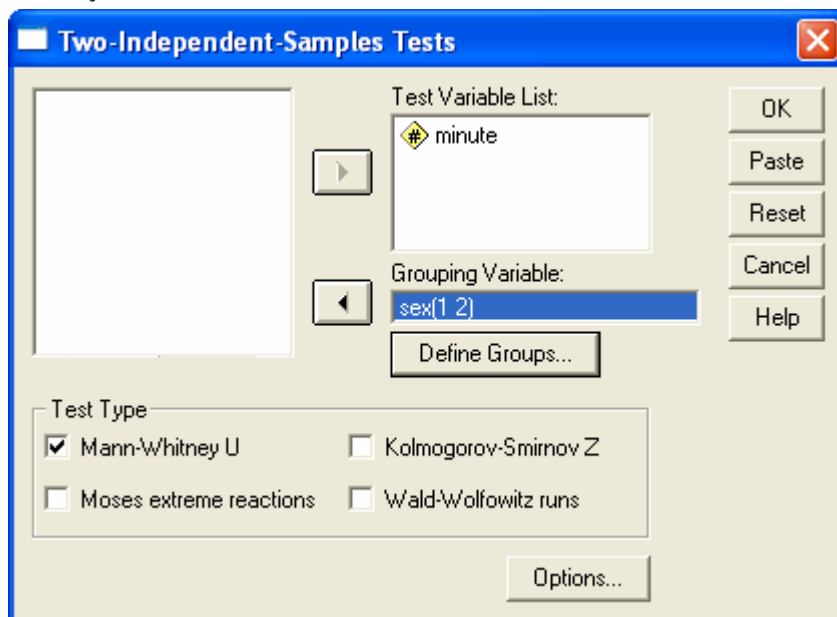 Two-Independent-Samples Tests
Test Variable List:
# minute
OK
Paste
Reset
Cancel
Help
Grouping Variable:
sex(1 2)
Define Groups...
Test Type
Mann-Whitney U
Kolmogorov-Smirnov Z
Moses extreme reactions
Wald-Wolfowitz runs
Options...